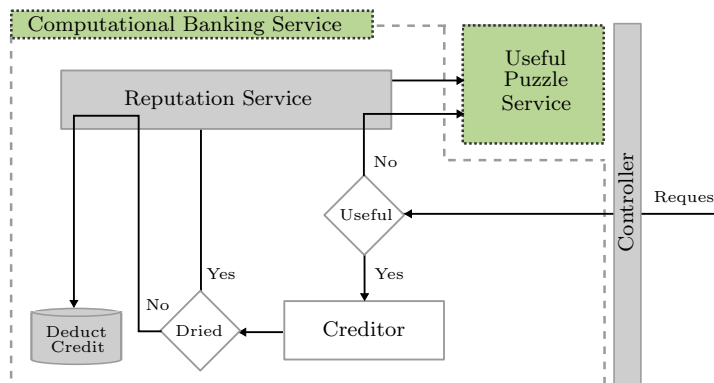 Computational Banking Service
Useful
Puzzle
Service
Reputation Service
No
Useful
Controller
Reques
Yes
Yes
No
Dried
Creditor
Deduct
Credit